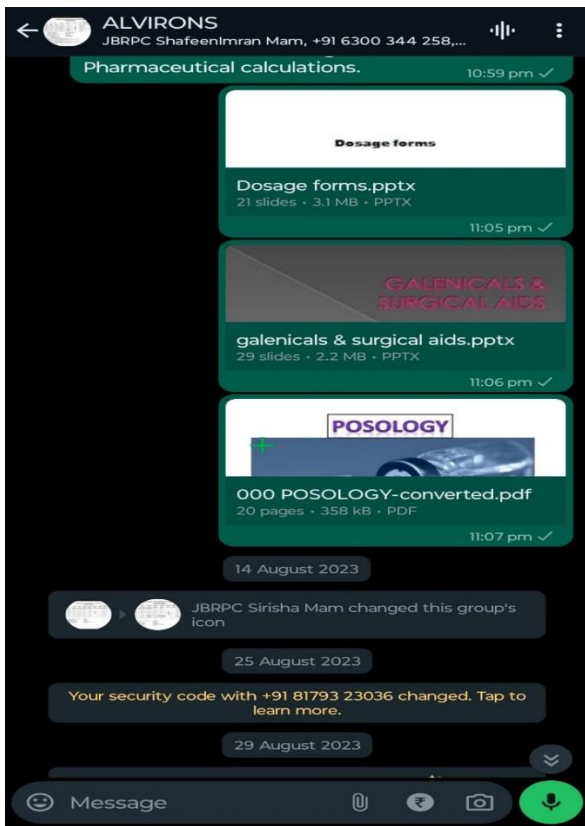 ALVIRONS
JBRPC ShafeenImran Mam, +91 6300 344 258,...
Pharmaceutical calculations.
10:59 pm
Dosage forms
Dosage forms.pptx
21 slides • 3.1 MB • PPTX
11:05 pm
GALENICALS &
SURGICAL AIDS
galenicals & surgical aids.pptx
29 slides • 2.2 MB • PPTX
11:06 pm
POSOLOGY
000 POSOLOGY-converted.pdf
20 pages • 358 kB • PDF
11:07 pm
14 August 2023
JBRPC Sirisha Mam changed this group's
icon
25 August 2023
Your security code with +91 81793 23036 changed. Tap to
learn more.
29 August 2023
Message